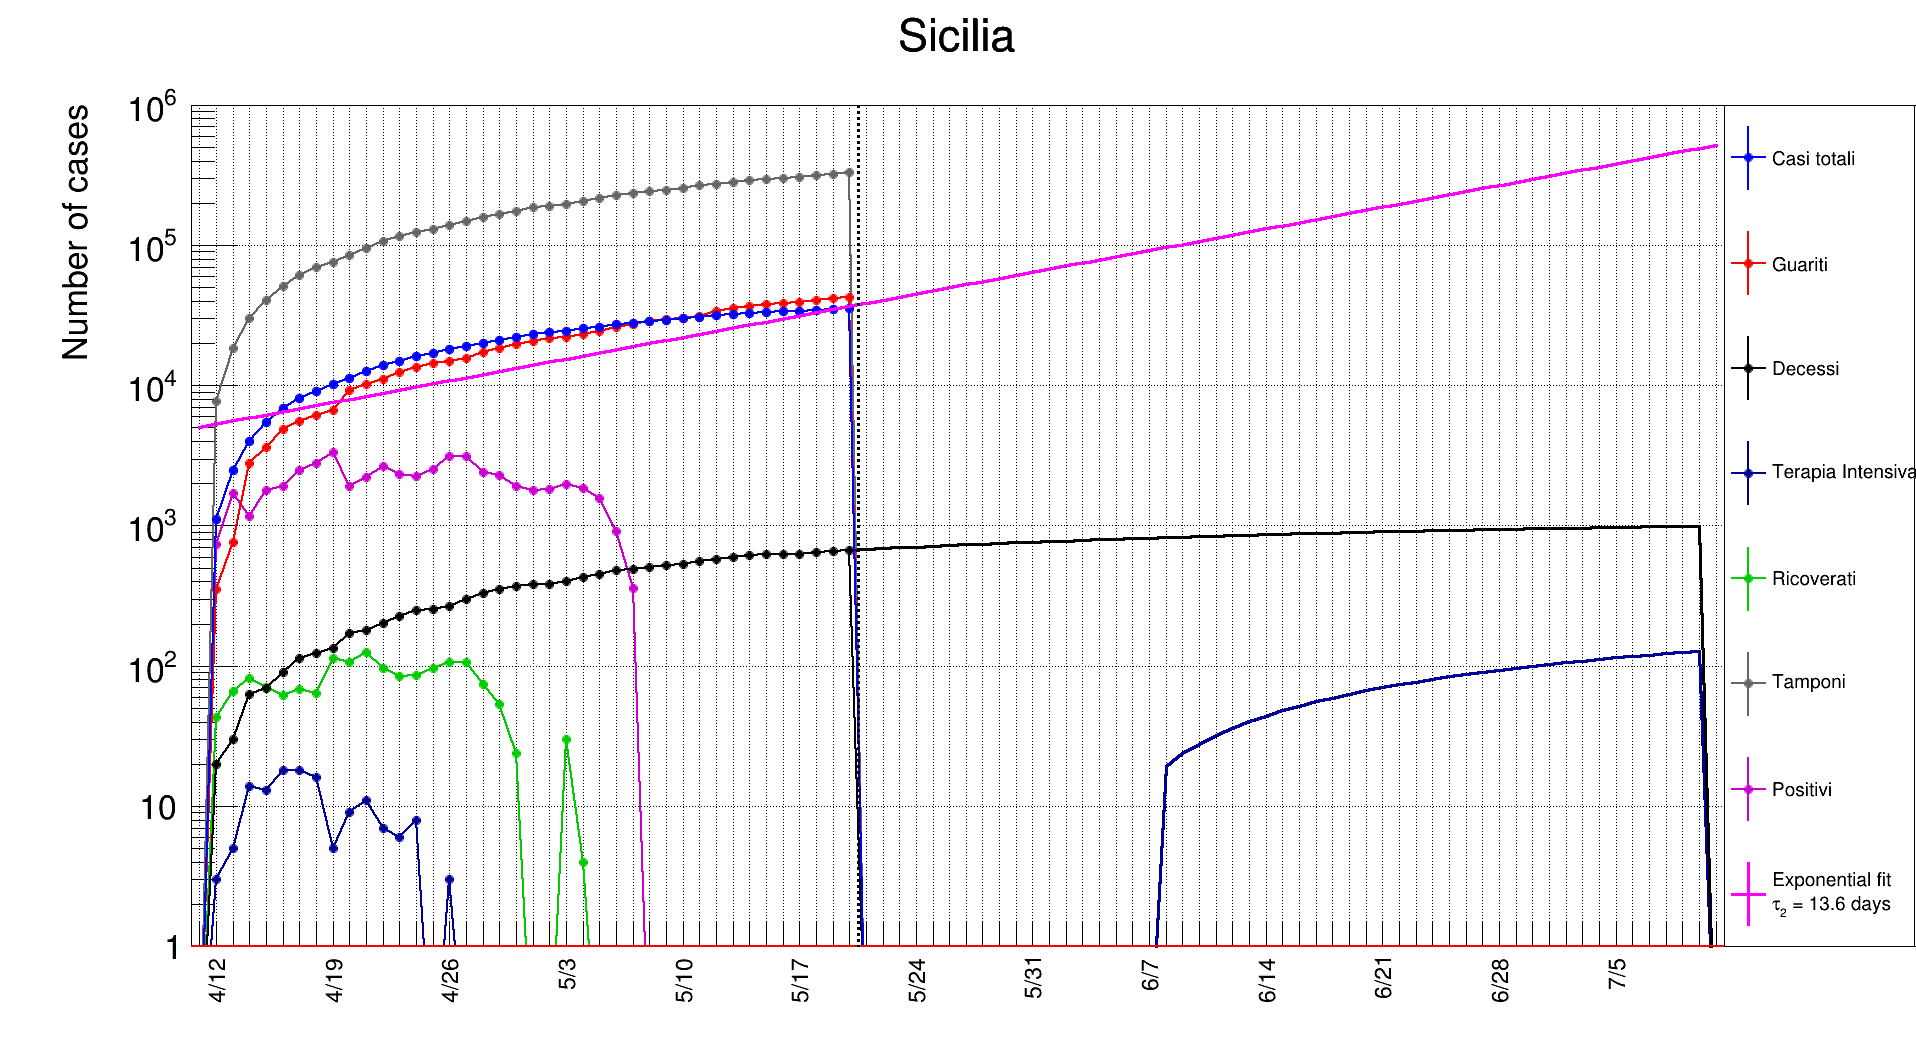 Sicilia
Number of cases
10^6
10^5
10^4
10^3
10^2
10
1
4/12
4/19
4/26
5/3
5/10
5/17
5/24
5/31
6/7
6/14
6/21
6/28
7/5
Casi totali
Guariti
Decessi
Terapia Intensiva
Ricoverati
Tamponi
Positivi
Exponential fit
τ₂ = 13.6 days